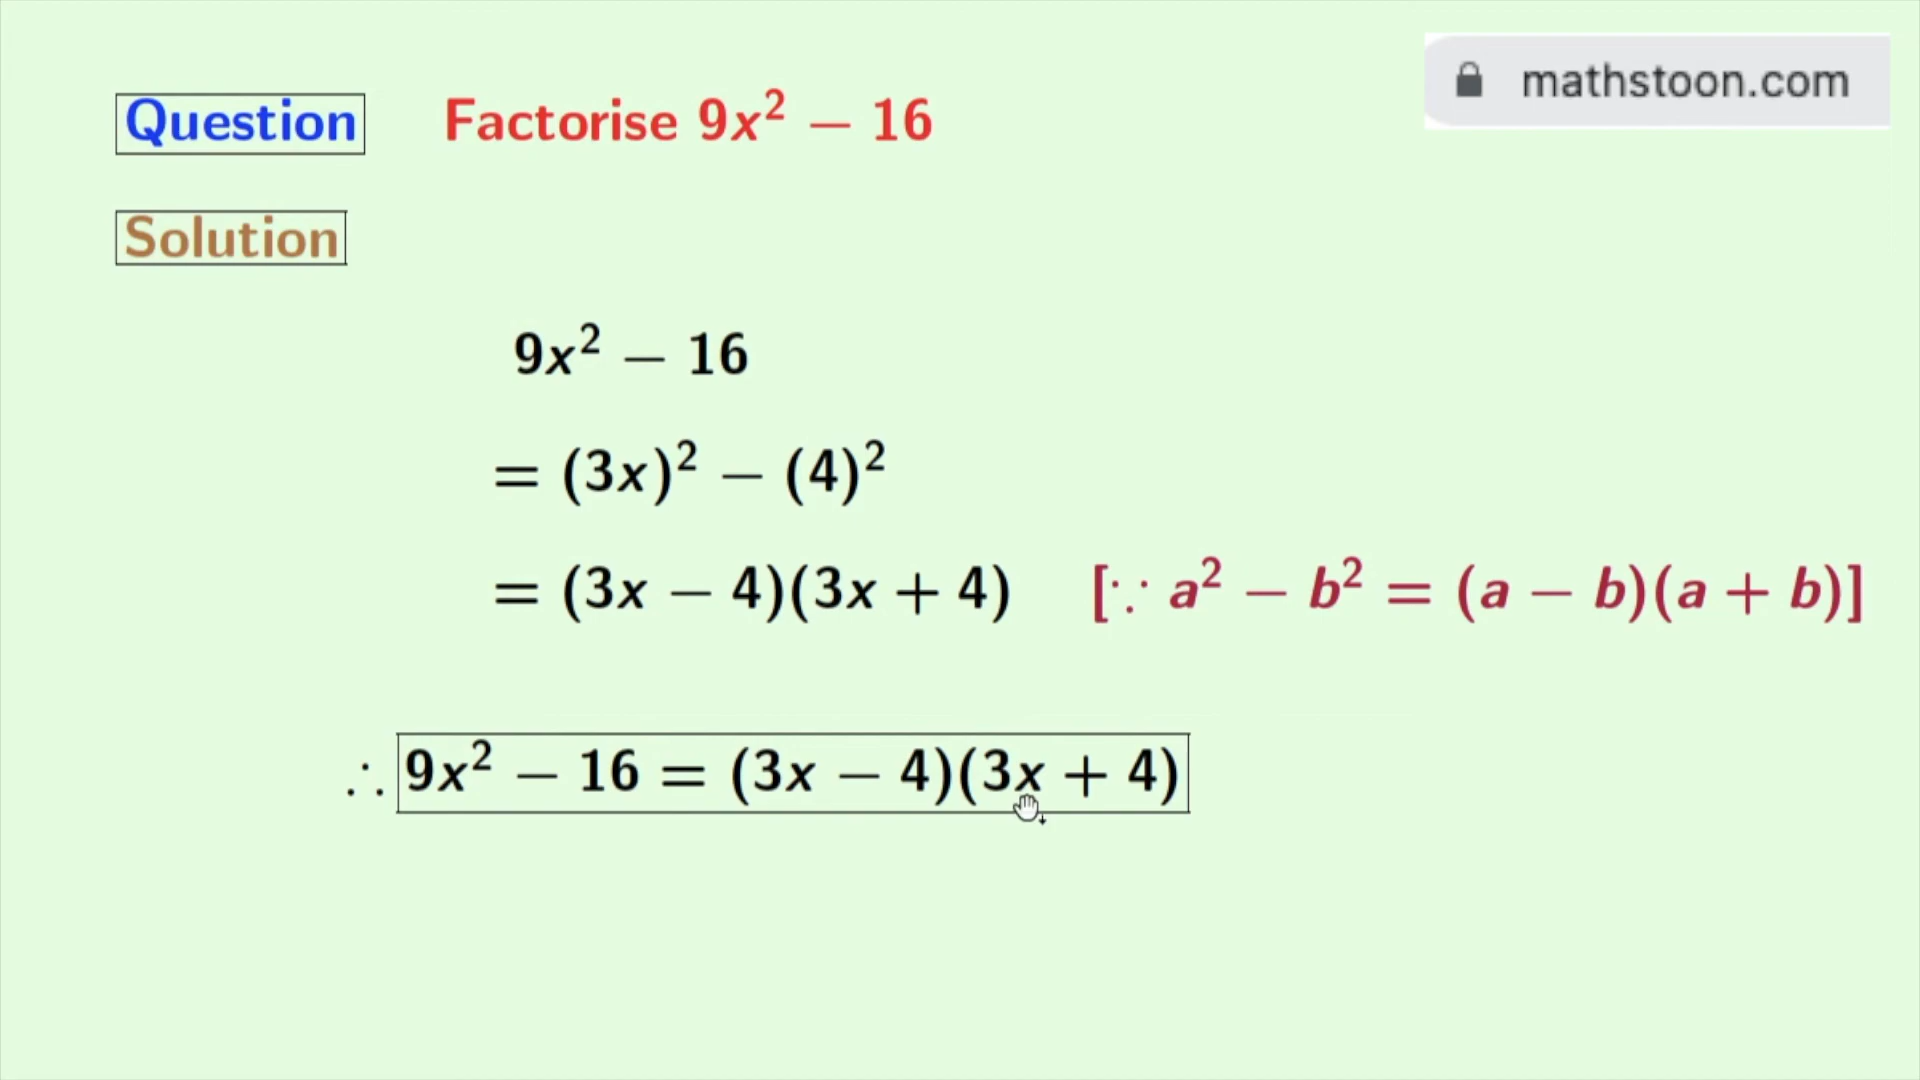 Question Factorise 9x² − 16 mathstoon.com
Solution
9x² − 16
= (3x)² − (4)²
= (3x − 4)(3x + 4) [∵ a² − b² = (a − b)(a + b)]
∴ 9x² − 16 = (3x − 4)(3x + 4)